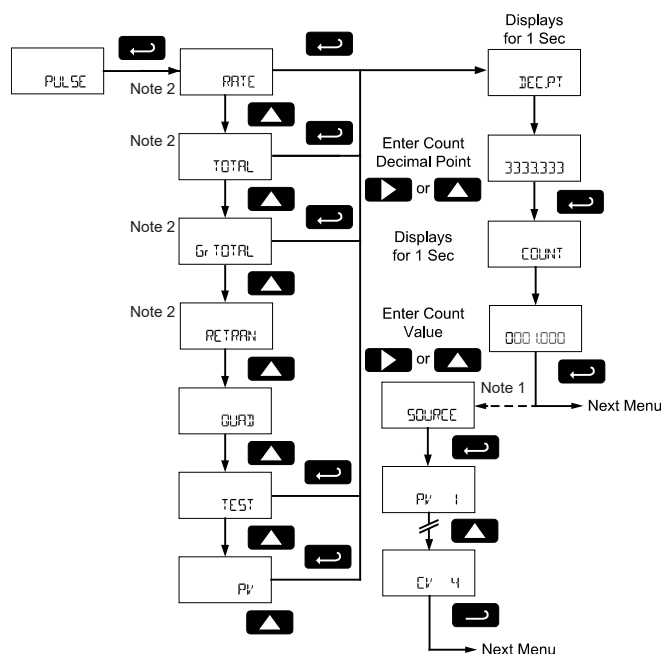 Displays
for 1 Sec
PULSE
Note 2
RATE
DEC.PT
Note 2
TOTAL
Enter Count
Decimal Point
or
3333.333
Note 2
Gr TOTAL
Displays
for 1 Sec
COUNT
Note 2
RETRAN
Enter Count
Value
or
0001.000
QUAD
Note 1
SOURCE
Next Menu
TEST
PV 1
PV
CV 4
Next Menu